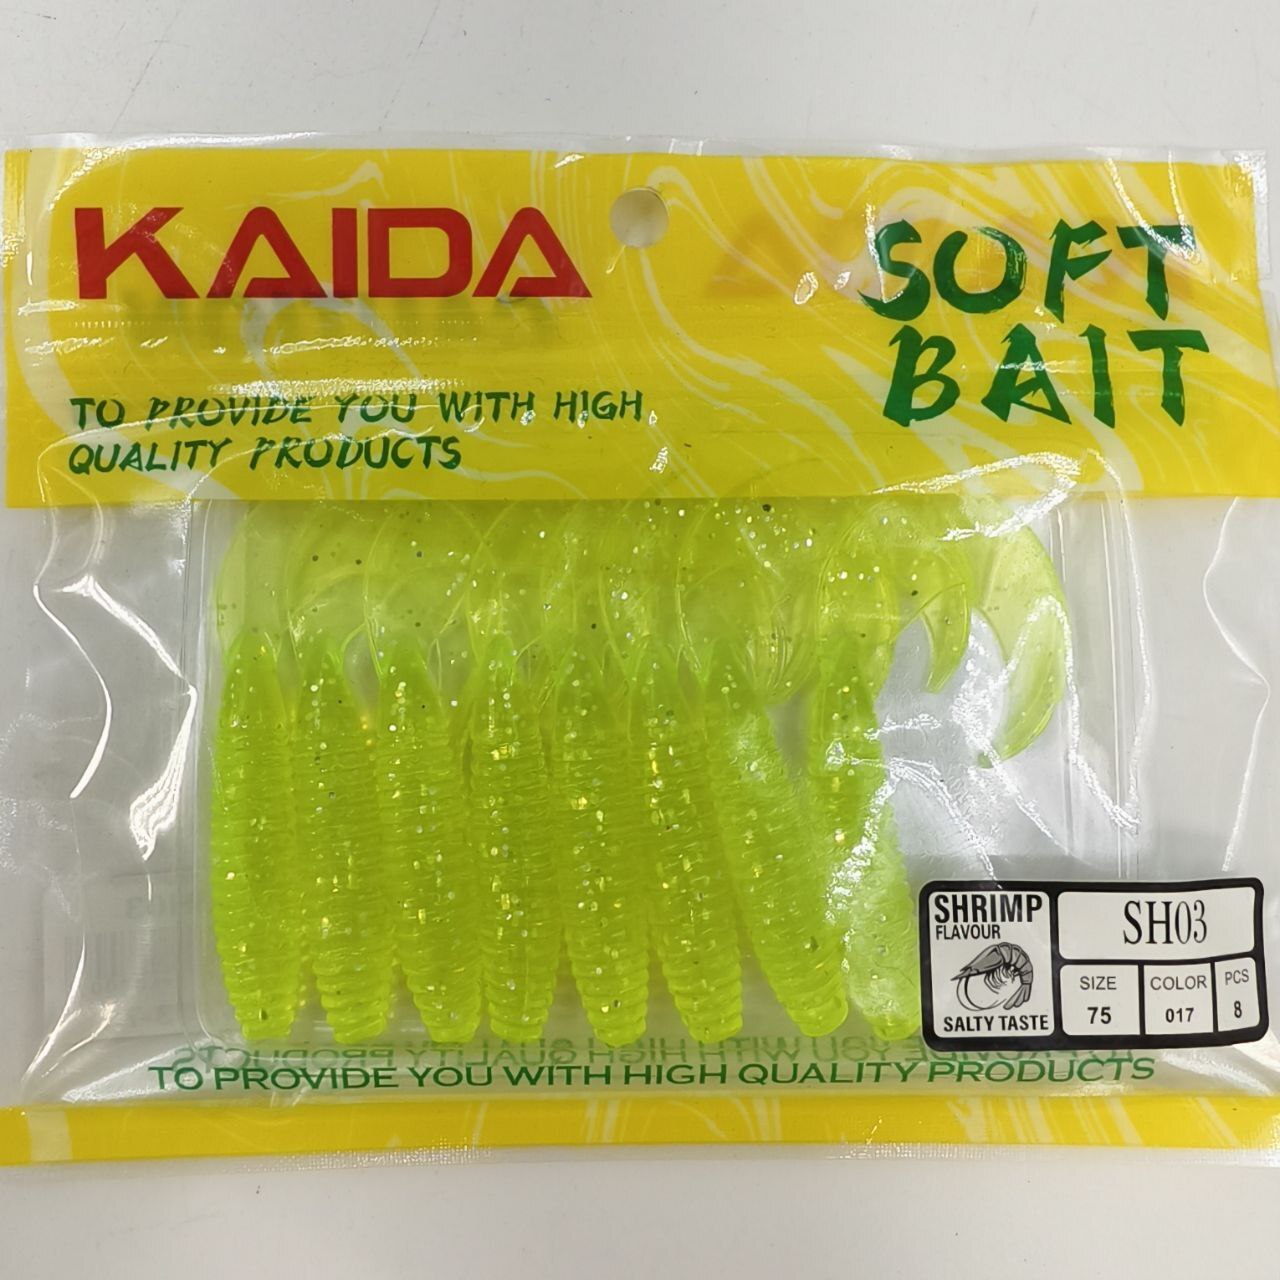 KAIDA
SOFT
BAIT
TO PROVIDE YOU WITH HIGH
QUALITY PRODUCTS
SHRIMP
FLAVOUR
SALTY TASTE
SH03
SIZE
75
COLOR
017
PCS
8
TO PROVIDE YOU WITH HIGH QUALITY PRODUCTS